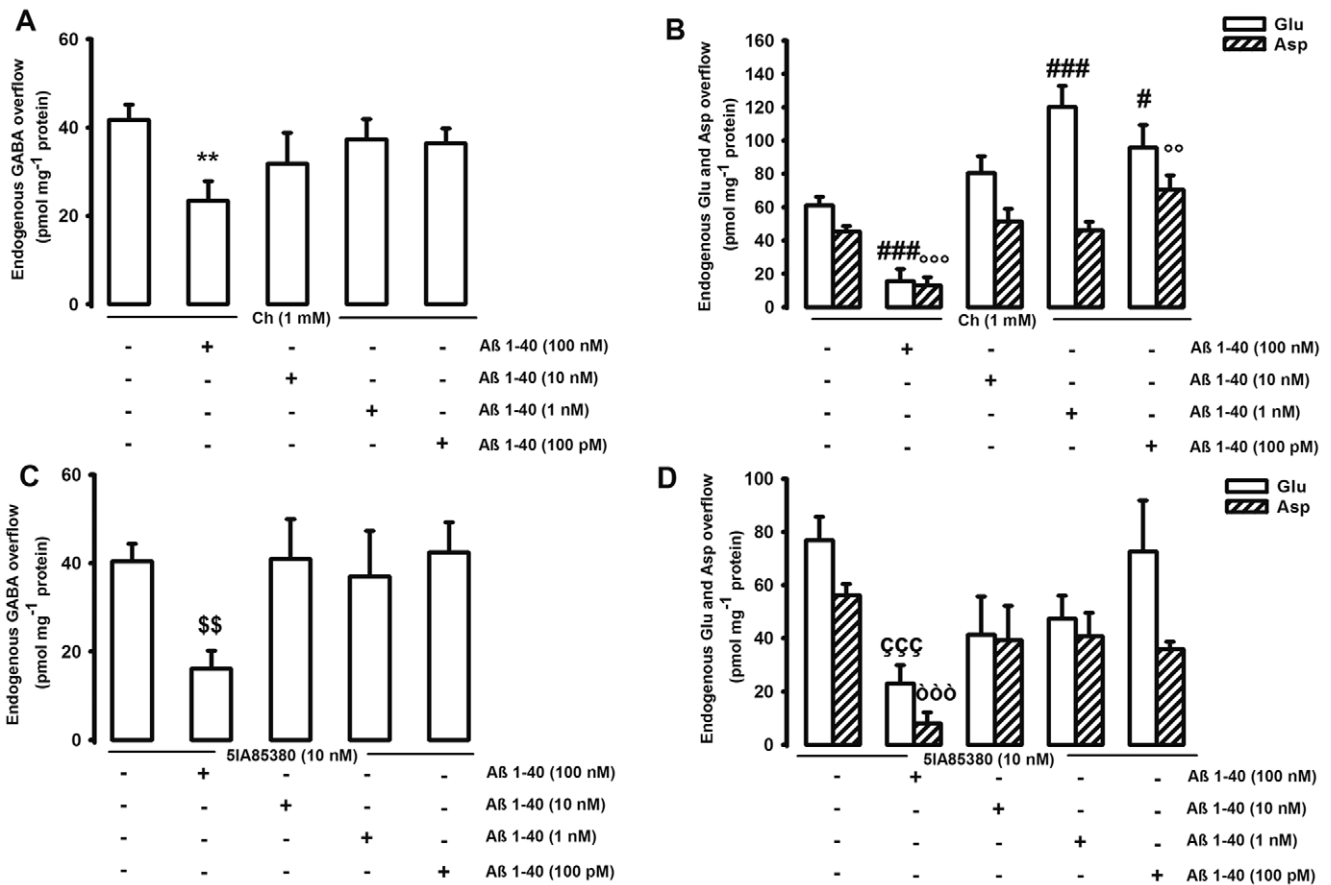 A
Endogenous GABA overflow
(pmol mg-1 protein)
60
40
20
0
**
Ch (1 mM)
- + - - - Aß 1-40 (100 nM)
- - + - - Aß 1-40 (10 nM)
- - - + - Aß 1-40 (1 nM)
- - - - + Aß 1-40 (100 pM)
B
Glu
Asp
Endogenous Glu and Asp overflow
(pmol mg-1 protein)
160
140
120
100
80
60
40
20
0
###
°°°
###
#
°°
Ch (1 mM)
- + - - - Aß 1-40 (100 nM)
- - + - - Aß 1-40 (10 nM)
- - - + - Aß 1-40 (1 nM)
- - - - + Aß 1-40 (100 pM)
C
Endogenous GABA overflow
(pmol mg-1 protein)
60
40
20
0
$$
5IA85380 (10 nM)
- + - - - Aß 1-40 (100 nM)
- - + - - Aß 1-40 (10 nM)
- - - + - Aß 1-40 (1 nM)
- - - - + Aß 1-40 (100 pM)
D
Glu
Asp
Endogenous Glu and Asp overflow
(pmol mg-1 protein)
100
80
60
40
20
0
ÇÇÇ
òòò
5IA85380 (10 nM)
- + - - - Aß 1-40 (100 nM)
- - + - - Aß 1-40 (10 nM)
- - - + - Aß 1-40 (1 nM)
- - - - + Aß 1-40 (100 pM)